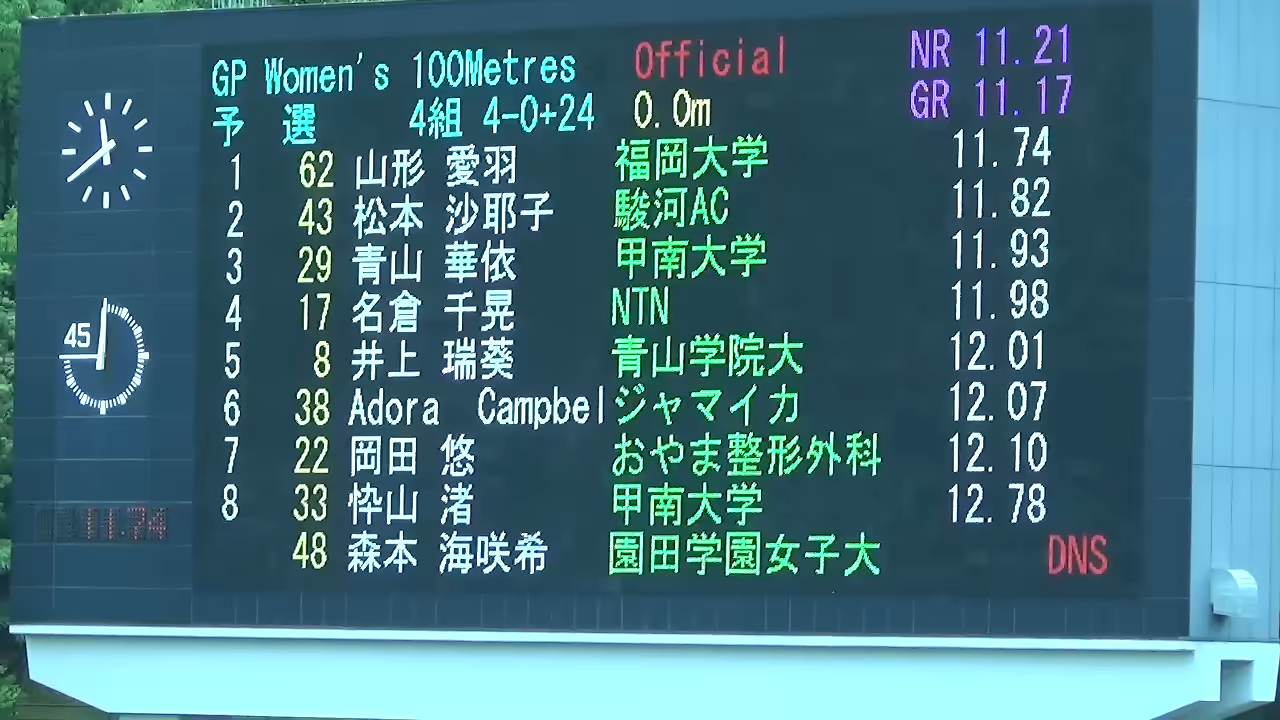 GP Women's 100Metres Official NR 11.21
予 選 4組 4-0+24 0.0m GR 11.17
1 62 山形 愛羽 福岡大学 11.74
2 43 松本 沙耶子 駿河AC 11.82
3 29 青山 華依 甲南大学 11.93
4 17 名倉 千晃 NTN 11.98
5 8 井上 瑞葵 青山学院大 12.01
6 38 Adora Campbel ジャマイカ 12.07
7 22 岡田 悠 おやま整形外科 12.10
8 33 忰山 渚 甲南大学 12.78
48 森本 海咲希 園田学園女子大 DNS
45
11.74